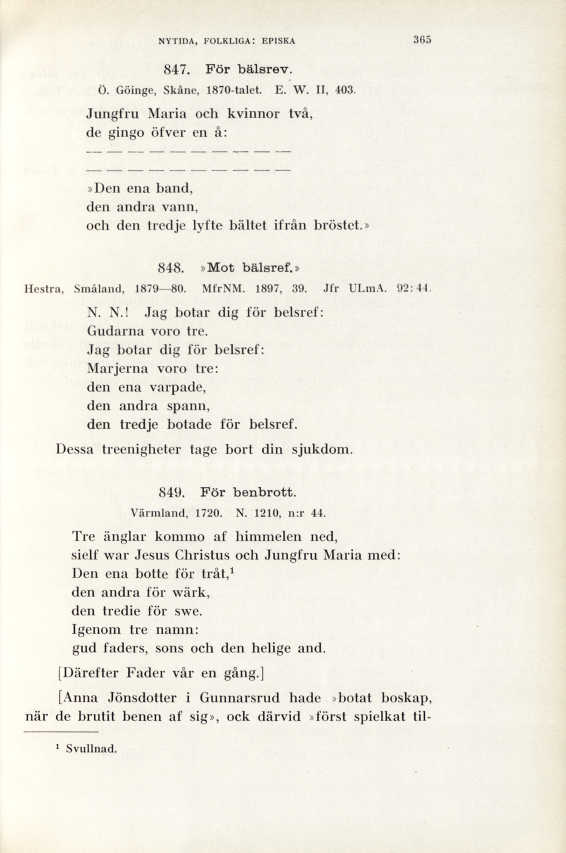 NYTIDA, FOLKLIGA: EPISKA 365
847. För bälsrev.
Ö. Göinge, Skåne, 1870-talet. E. W. II, 403.
Jungfru Maria och kvinnor två,
de gingo öfver en å:
— — — — — — — — — —
— — — — — — — — — —
»Den ena band,
den andra vann,
och den tredje lyfte bältet ifrån bröstet.»
848. »Mot bälsref.»
Hestra, Småland, 1879—80. MfrNM. 1897, 39. Jfr ULmA. 92: 44.
N. N.! Jag botar dig för belsref:
Gudarna voro tre.
Jag botar dig för belsref:
Marjerna voro tre:
den ena varpade,
den andra spann,
den tredje botade för belsref.
Dessa treenigheter tage bort din sjukdom.
849. För benbrott.
Värmland, 1720. N. 1210, n:r 44.
Tre änglar kommo af himmelen ned,
sielf war Jesus Christus och Jungfru Maria med:
Den ena botte för tråt,¹
den andra för wärk,
den tredie för swe.
Igenom tre namn:
gud faders, sons och den helige and.
[Därefter Fader vår en gång.]
[Anna Jönsdotter i Gunnarsrud hade »botat boskap,
när de brutit benen af sig», ock därvid »först spielkat til-
¹ Svullnad.